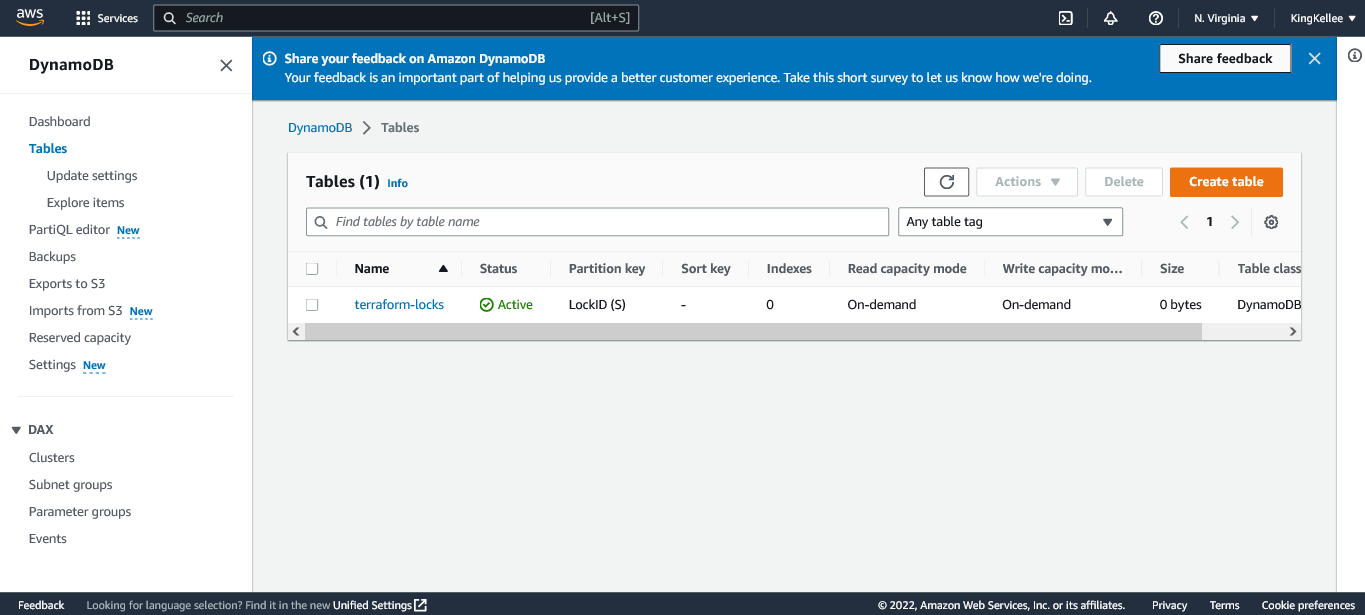 aws
Services
Search
[Alt+S]
N. Virginia
KingKellee
DynamoDB
Dashboard
Tables
Update settings
Explore items
PartiQL editor New
Backups
Exports to S3
Imports from S3 New
Reserved capacity
Settings New
DAX
Clusters
Subnet groups
Parameter groups
Events
Share your feedback on Amazon DynamoDB
Your feedback is an important part of helping us provide a better customer experience. Take this short survey to let us know how we're doing.
Share feedback
DynamoDB
Tables
Tables (1) Info
Actions
Delete
Create table
Find tables by table name
Any table tag
1
Name Status Partition key Sort key Indexes Read capacity mode Write capacity mo... Size Table class
terraform-locks Active LockID (S) - 0 On-demand On-demand 0 bytes DynamoDB
Feedback Looking for language selection? Find it in the new Unified Settings
© 2022, Amazon Web Services, Inc. or its affiliates. Privacy Terms Cookie preferences